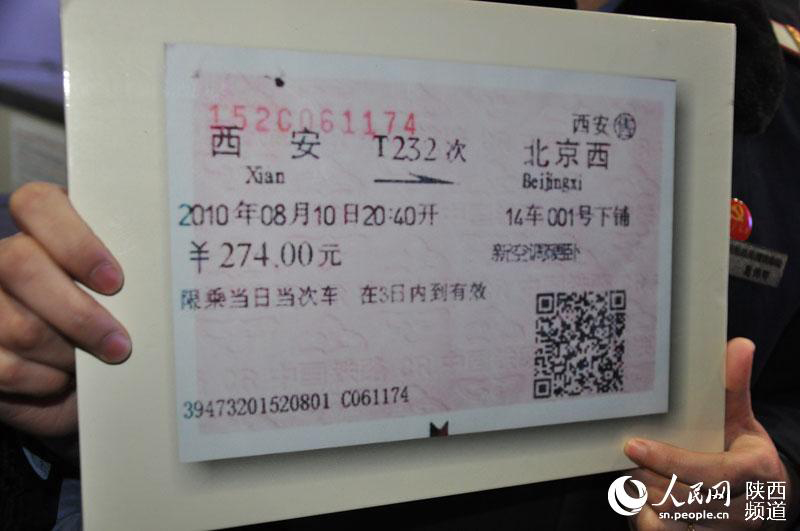 152C061174
西安售
西安 T232次 北京西
Xian Beijingxi
2010年08月10日20:40开 14车001号下铺
¥274.00元 新空调硬卧
限乘当日当次车 在3日内到有效
39473201520801 C061174
人民网 陕西频道
sn.people.cn